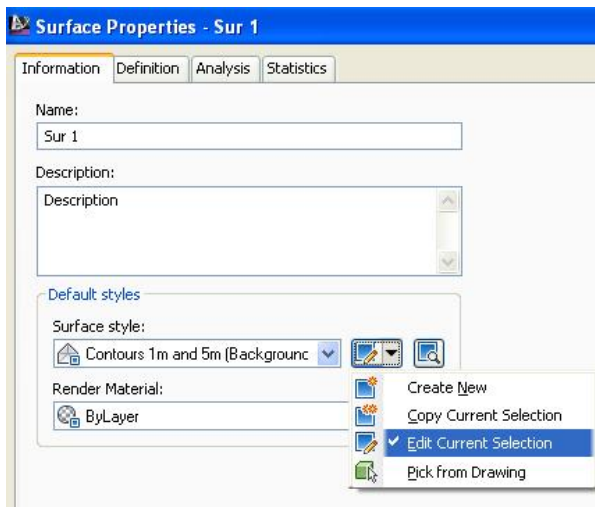 Surface Properties - Sur 1
Information Definition Analysis Statistics
Name:
Sur 1
Description:
Description
Default styles
Surface style:
Contours 1m and 5m (Backgrounc
Render Material:
ByLayer
Create New
Copy Current Selection
Edit Current Selection
Pick from Drawing